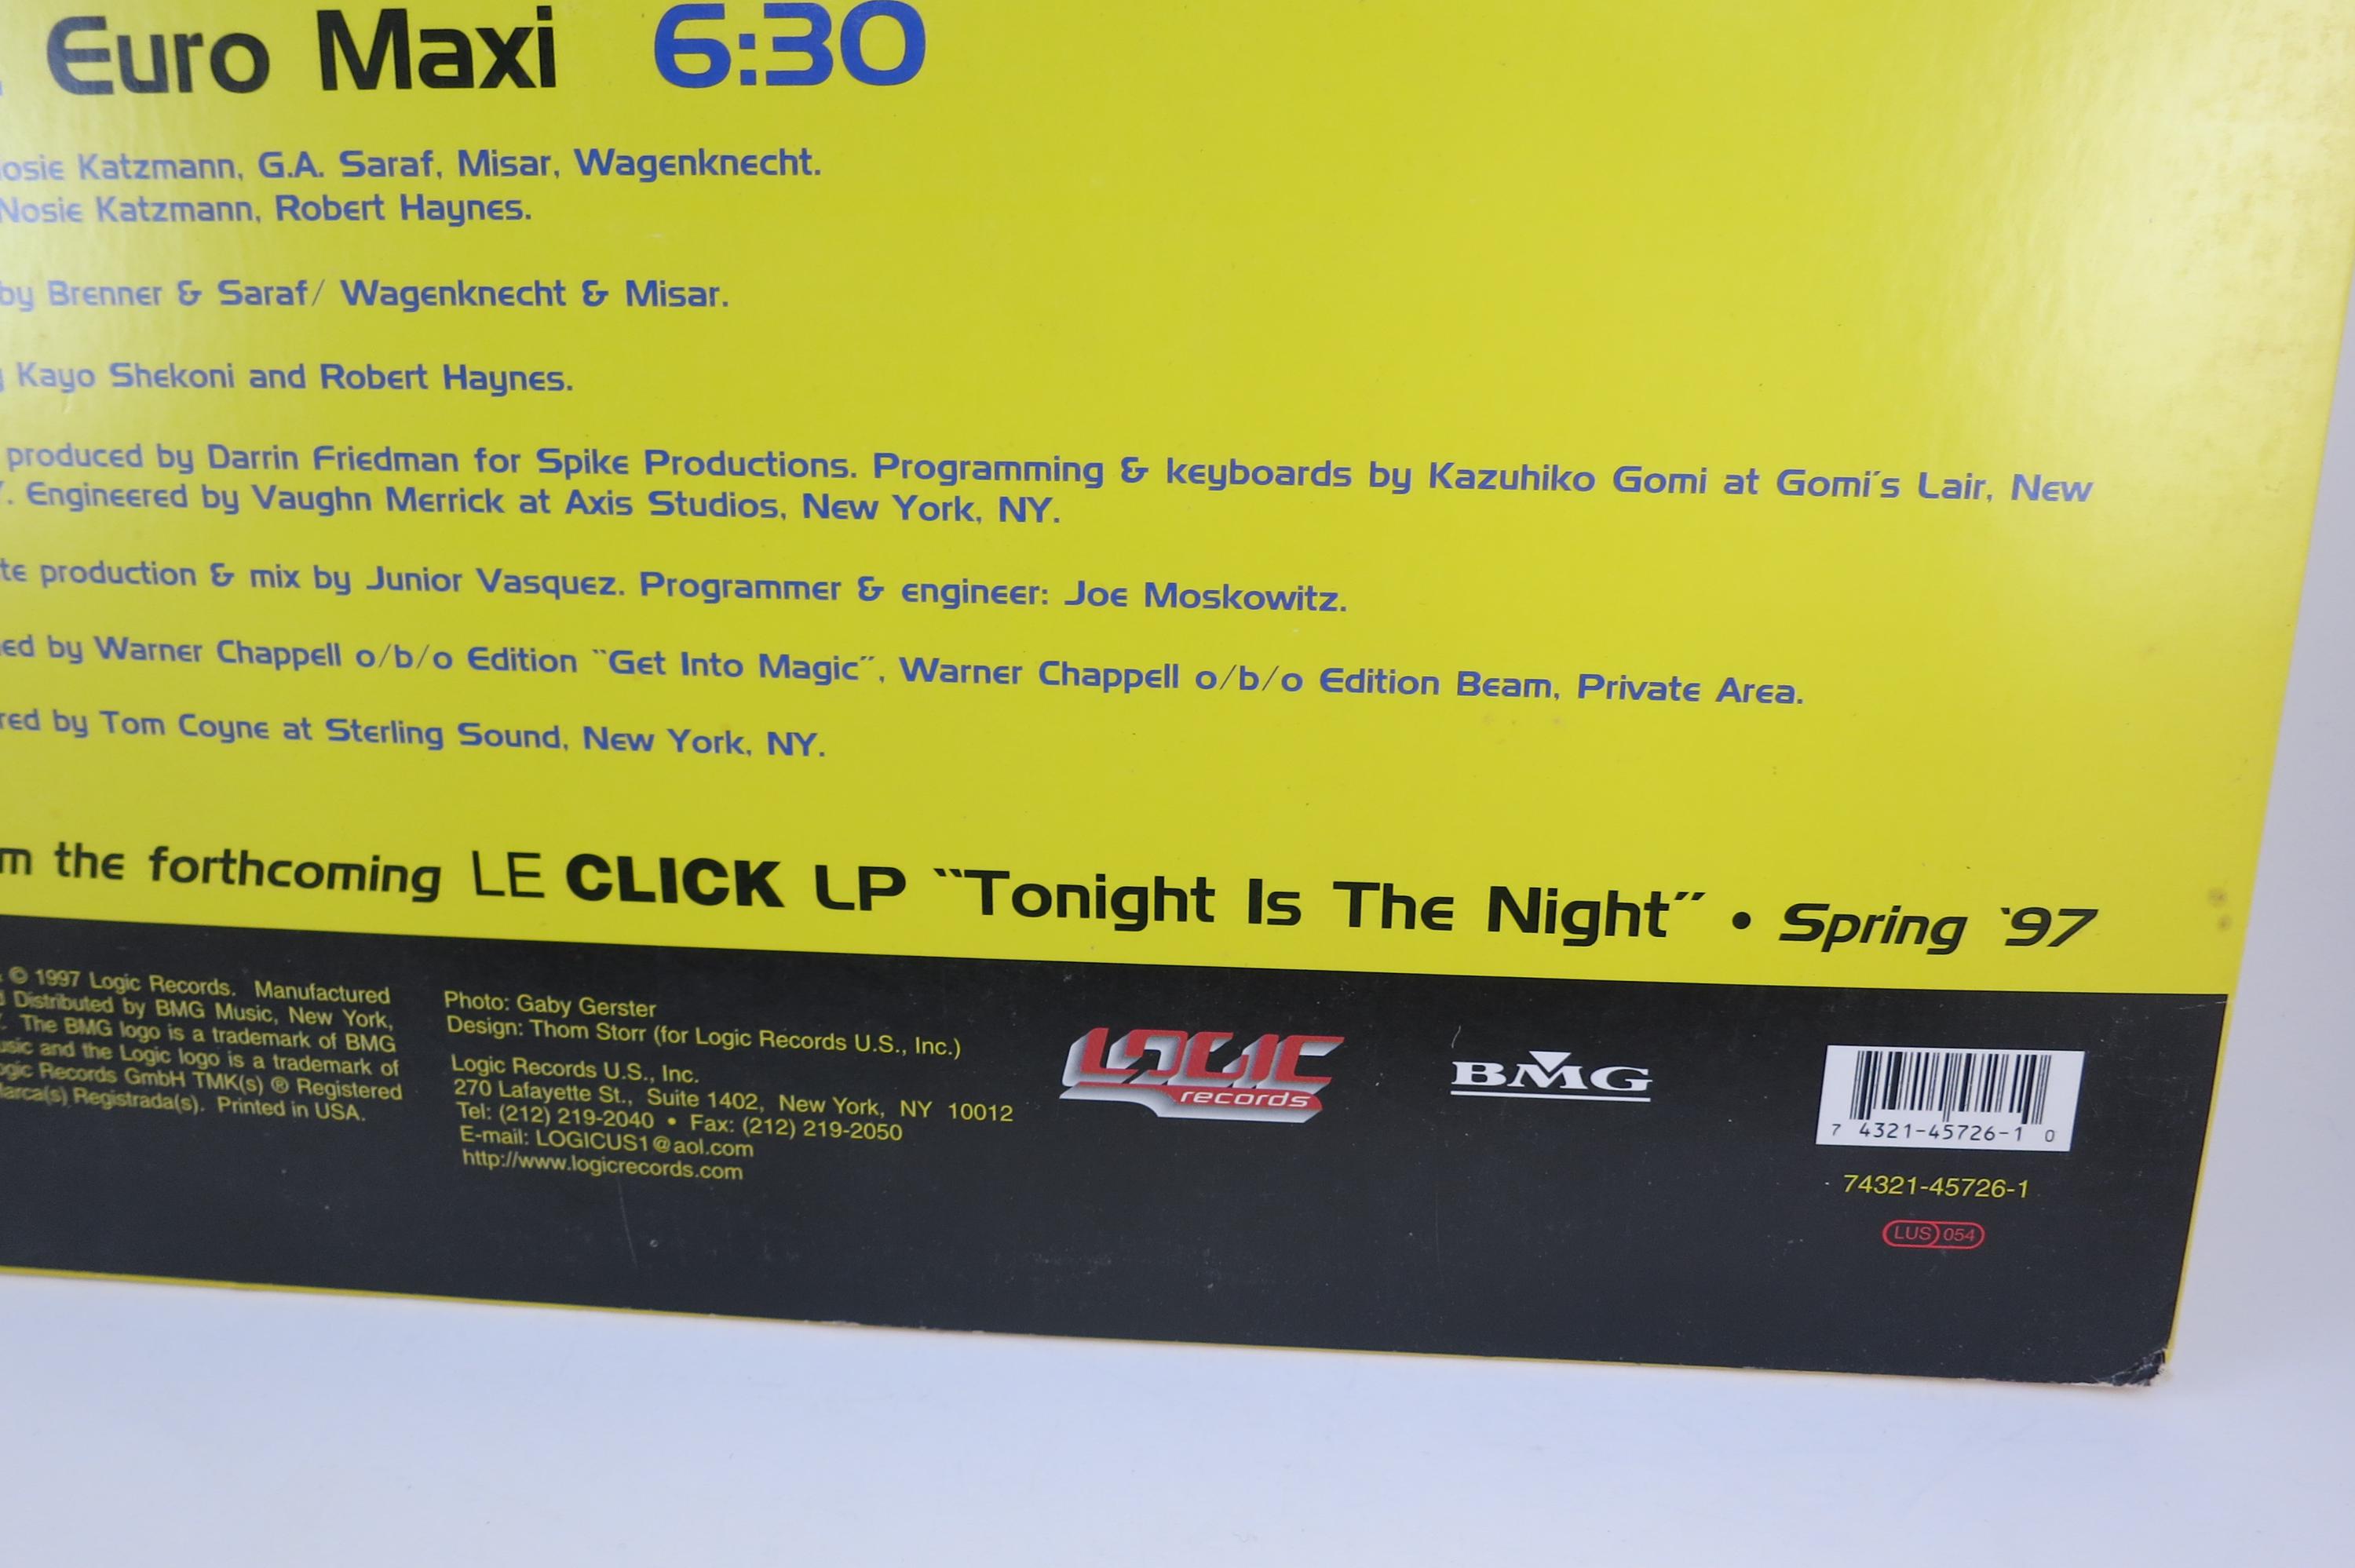 Euro Maxi 6:30
osie Katzmann, G.A. Saraf, Misar, Wagenknecht.
Nosie Katzmann, Robert Haynes.
by Brenner & Saraf/ Wagenknecht & Misar.
Kayo Shekoni and Robert Haynes.
produced by Darrin Friedman for Spike Productions. Programming & keyboards by Kazuhiko Gomi at Gomi's Lair, New
. Engineered by Vaughn Merrick at Axis Studios, New York, NY.
te production & mix by Junior Vasquez. Programmer & engineer: Joe Moskowitz.
ed by Warner Chappell o/b/o Edition "Get Into Magic", Warner Chappell o/b/o Edition Beam, Private Area.
red by Tom Coyne at Sterling Sound, New York, NY.
m the forthcoming LE CLICK LP "Tonight Is The Night" • Spring '97
© 1997 Logic Records. Manufactured
Distributed by BMG Music, New York,
. The BMG logo is a trademark of BMG
usic and the Logic logo is a trademark of
ogic Records GmbH TMK(s) ® Registered
arca(s) Registrada(s). Printed in USA.
Photo: Gaby Gerster
Design: Thom Storr (for Logic Records U.S., Inc.)
Logic Records U.S., Inc.
270 Lafayette St., Suite 1402, New York, NY 10012
Tel: (212) 219-2040 • Fax: (212) 219-2050
E-mail: LOGICUS1@aol.com
http://www.logicrecords.com
LOGIC
records
BMG
7 4321-45726-1 0
74321-45726-1
LUS 054